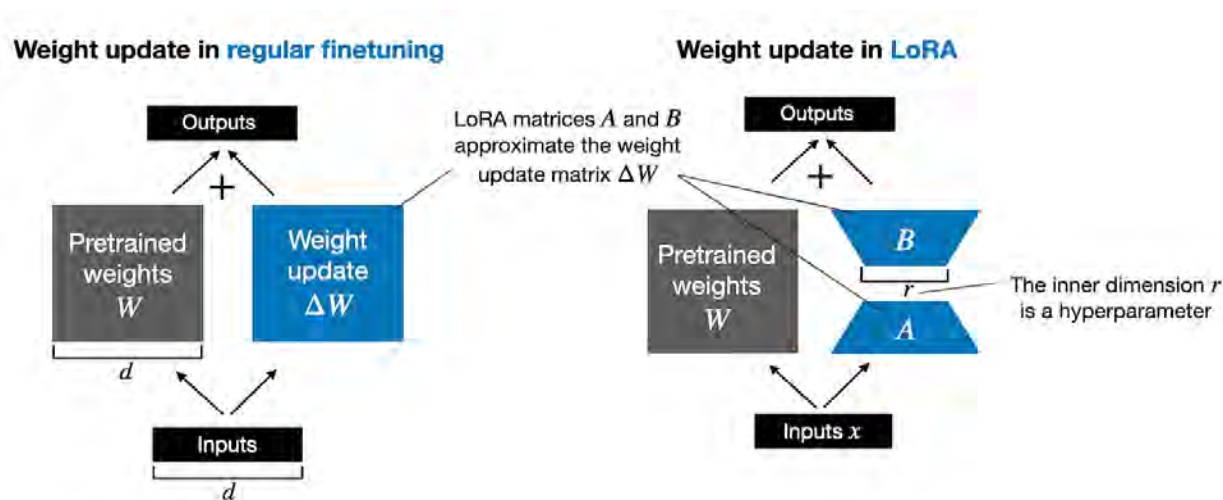 Weight update in regular finetuning
Outputs
+
Pretrained
weights
W
Weight
update
ΔW
d
Inputs
d
LoRA matrices A and B
approximate the weight
update matrix ΔW
Weight update in LoRA
Outputs
+
Pretrained
weights
W
B
r
A
The inner dimension r
is a hyperparameter
Inputs x